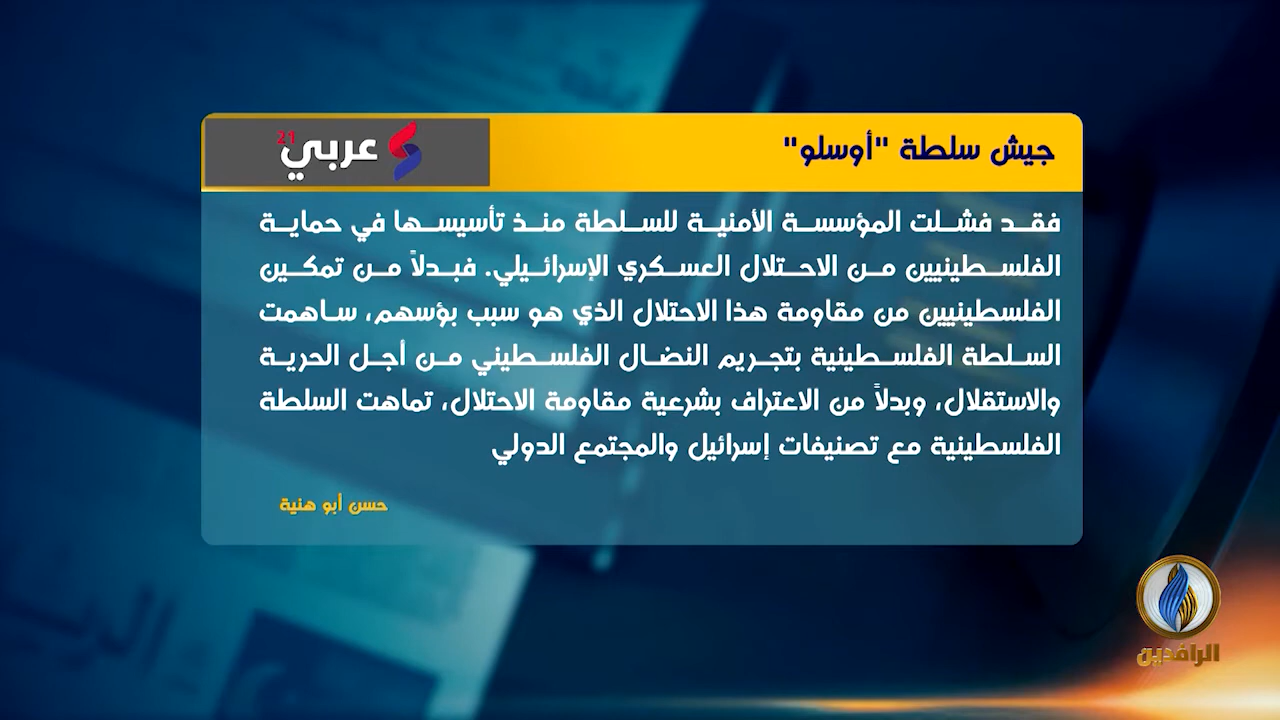 جيش سلطة "أوسلو"
عربي 21
فقد فشلت المؤسسة الأمنية للسلطة منذ تأسيسها في حماية
الفلسطينيين من الاحتلال العسكري الإسرائيلي. فبدلاً من تمكين
الفلسطينيين من مقاومة هذا الاحتلال الذي هو سبب بؤسهم، ساهمت
السلطة الفلسطينية بتجريم النضال الفلسطيني من أجل الحرية
والاستقلال، وبدلاً من الاعتراف بشرعية مقاومة الاحتلال، تماهت السلطة
الفلسطينية مع تصنيفات إسرائيل والمجتمع الدولي
حسن أبو هنية
الرافدين